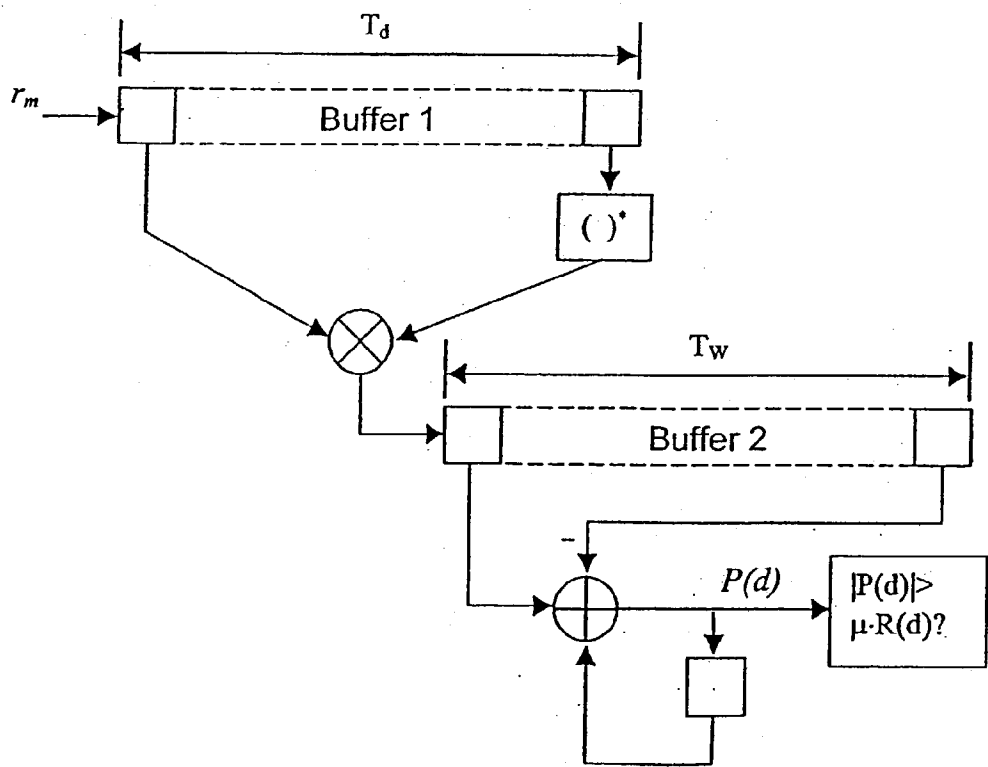 T_d
r_m
Buffer 1
( )*
T_W
Buffer 2
–
P(d)
|P(d)|>
μ·R(d)?